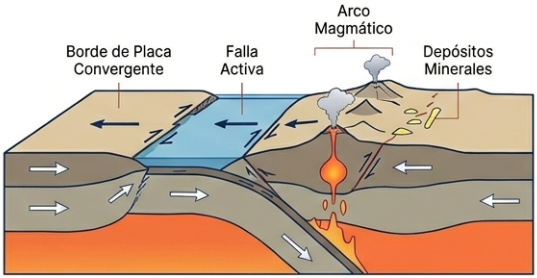 Borde de Placa
Convergente
Falla
Activa
Arco
Magmático
Depósitos
Minerales